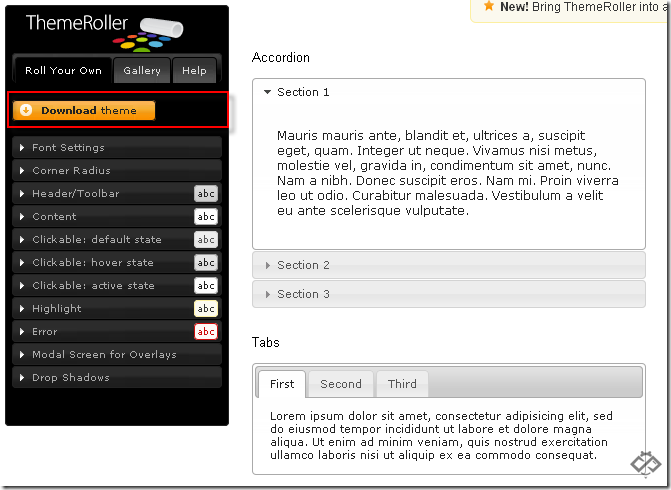 ThemeRoller
Roll Your Own
Gallery
Help
Download theme
Font Settings
Corner Radius
Header/Toolbar abc
Content abc
Clickable: default state abc
Clickable: hover state abc
Clickable: active state abc
Highlight abc
Error abc
Modal Screen for Overlays
Drop Shadows
New! Bring ThemeRoller into a
Accordion
Section 1
Mauris mauris ante, blandit et, ultrices a, suscipit
eget, quam. Integer ut neque. Vivamus nisi metus,
molestie vel, gravida in, condimentum sit amet, nunc.
Nam a nibh. Donec suscipit eros. Nam mi. Proin viverra
leo ut odio. Curabitur malesuada. Vestibulum a velit
eu ante scelerisque vulputate.
Section 2
Section 3
Tabs
First
Second
Third
Lorem ipsum dolor sit amet, consectetur adipisicing elit, sed
do eiusmod tempor incididunt ut labore et dolore magna
aliqua. Ut enim ad minim veniam, quis nostrud exercitation
ullamco laboris nisi ut aliquip ex ea commodo consequat.